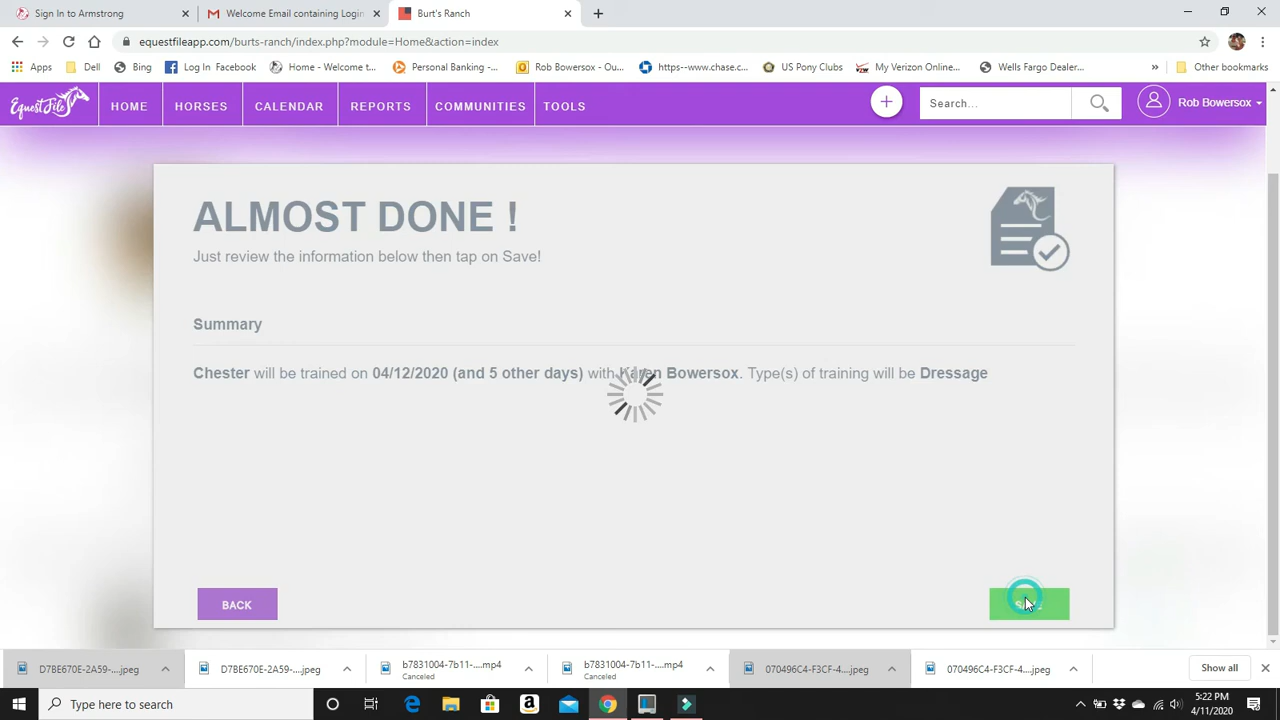 Sign In to Armstrong
Welcome Email containing Login
Burt's Ranch
equestfileapp.com/burts-ranch/index.php?module=Home&action=index
Apps
Dell
Bing
Log In Facebook
Home - Welcome t...
Personal Banking -...
Rob Bowersox - Ou...
https--www.chase.c...
US Pony Clubs
My Verizon Online...
Wells Fargo Dealer...
»
Other bookmarks
EquestFile
HOME
HORSES
CALENDAR
REPORTS
COMMUNITIES
TOOLS
Search...
Rob Bowersox
ALMOST DONE !
Just review the information below then tap on Save!
Summary
Chester will be trained on 04/12/2020 (and 5 other days) with Karen Bowersox. Type(s) of training will be Dressage
BACK
SAVE
D7BE670E-2A59-....jpeg
D7BE670E-2A59-....jpeg
b7831004-7b11-....mp4
Canceled
b7831004-7b11-....mp4
Canceled
070496C4-F3CF-4....jpeg
070496C4-F3CF-4....jpeg
Show all
Type here to search
5:22 PM
4/11/2020